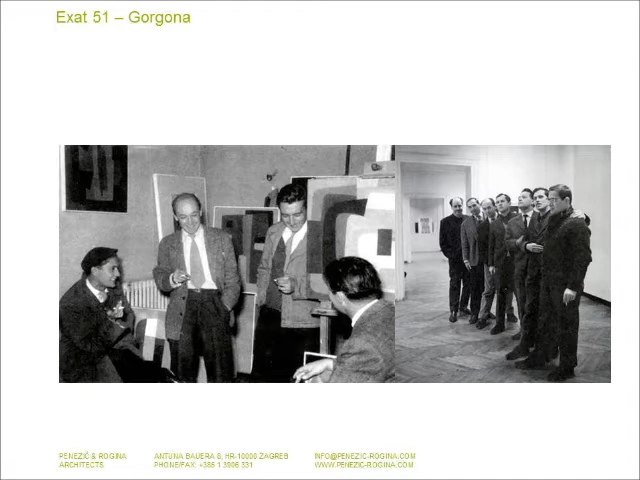 Exat 51 – Gorgona
PENEZIĆ & ROGINA
ARCHITECTS
ANTUNA BAUERA 8, HR-10000 ZAGREB
PHONE/FAX: +385 1 3906 331
INFO@PENEZIC-ROGINA.COM
WWW.PENEZIC-ROGINA.COM